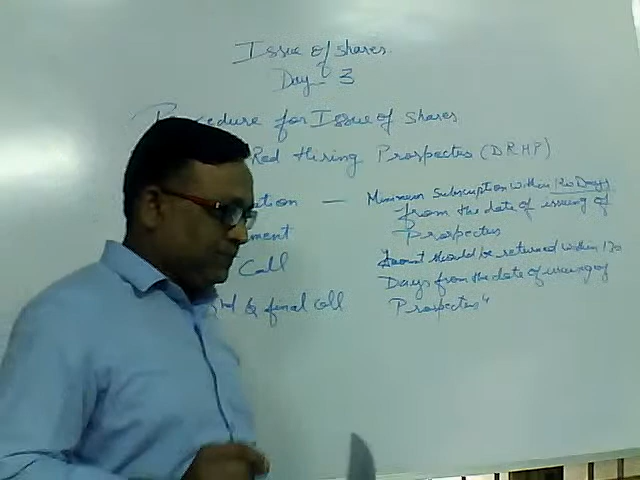 Issue of shares.
Day - 3
Procedure for Issue of shares
Red Hiring Prospectus (DRHP)
ution — Minimum Subscription within 120 Days
from the date of issuing of
ment Prospectus
Call Amount should be returned within 130
Days from the date of issuing of
& final call Prospectus"